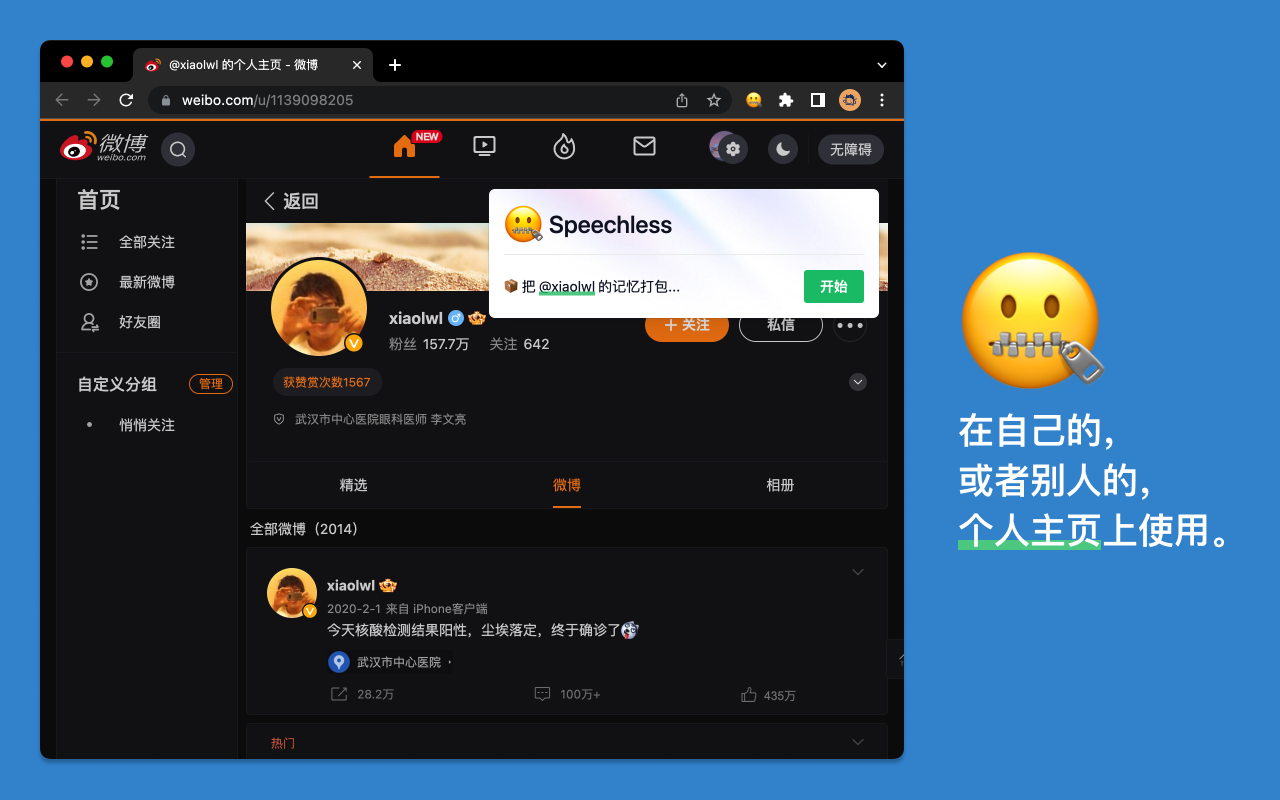 @xiaolwl 的个人主页 - 微博
weibo.com/u/1139098205
微博
weibo.com
NEW
无障碍
首页
全部关注
最新微博
好友圈
自定义分组
管理
悄悄关注
返回
Speechless
把 @xiaolwl 的记忆打包...
开始
xiaolwl
关注
私信
粉丝 157.7万 关注 642
获赞赏次数1567
武汉市中心医院眼科医师 李文亮
精选
微博
相册
全部微博（2014）
xiaolwl
2020-2-1 来自 iPhone客户端
今天核酸检测结果阳性，尘埃落定，终于确诊了
武汉市中心医院 ·
28.2万
100万+
435万
热门
在自己的，
或者别人的，
个人主页上使用。